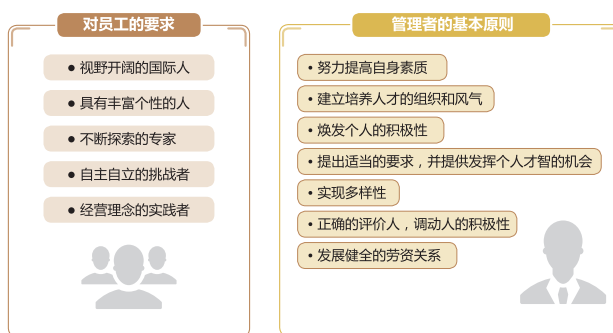 对员工的要求
● 视野开阔的国际人
● 具有丰富个性的人
● 不断探索的专家
● 自主自立的挑战者
● 经营理念的实践者
管理者的基本原则
• 努力提高自身素质
• 建立培养人才的组织和风气
• 焕发个人的积极性
• 提出适当的要求，并提供发挥个人才智的机会
• 实现多样性
• 正确的评价人，调动人的积极性
• 发展健全的劳资关系